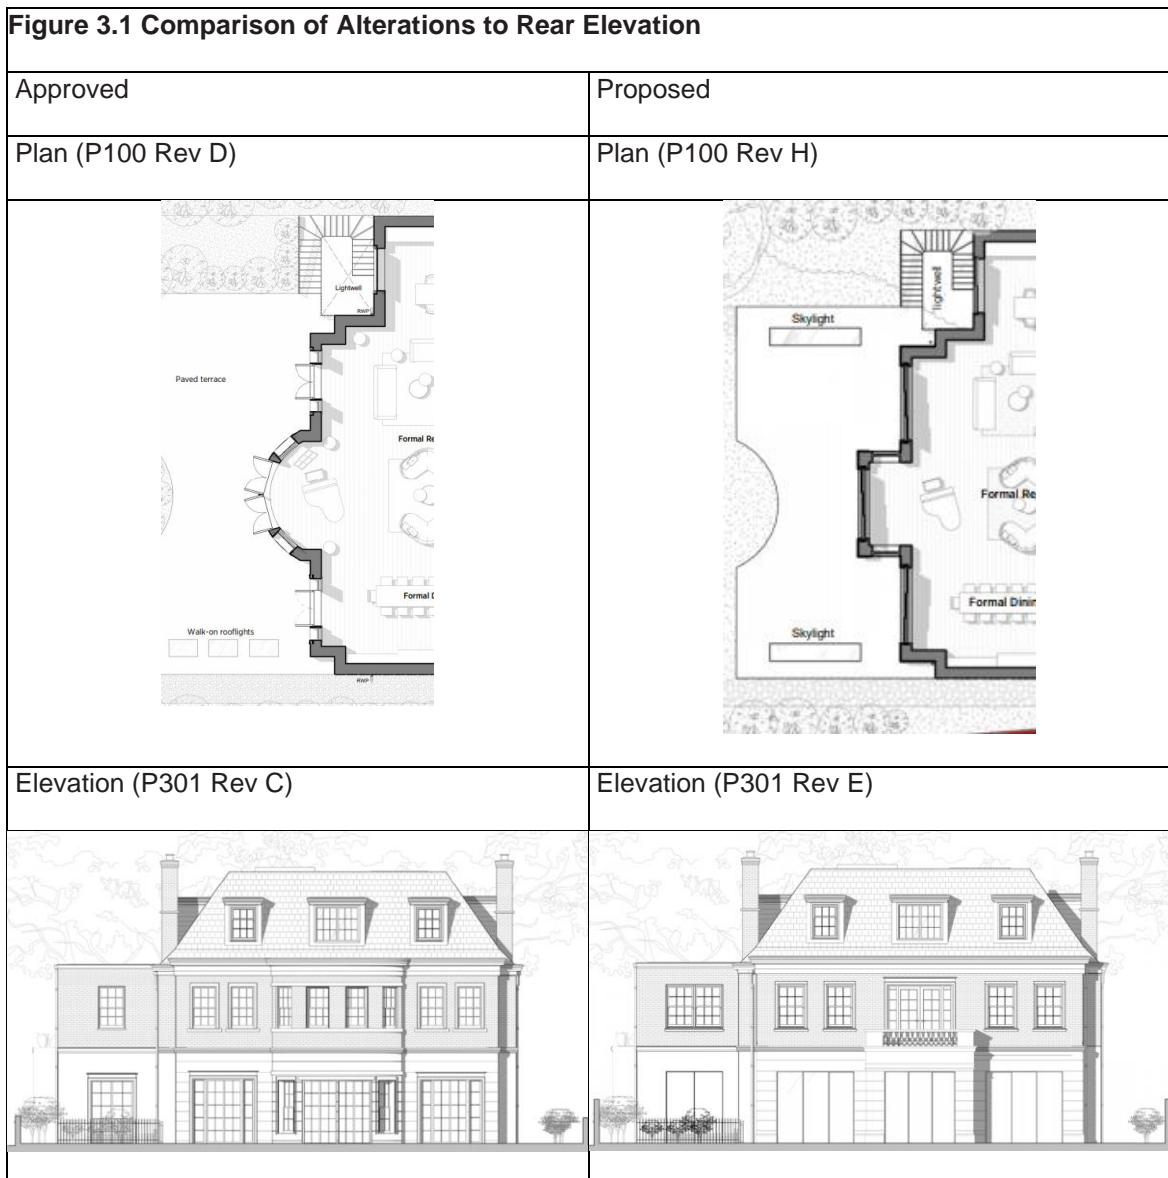 Figure 3.1 Comparison of Alterations to Rear Elevation
Approved
Proposed
Plan (P100 Rev D)
Plan (P100 Rev H)
Lightwell
RWP
Paved terrace
Formal Re
Formal D
Walk-on rooflights
RWP
lightwell
Skylight
Formal Re
Formal Dinin
Skylight
Elevation (P301 Rev C)
Elevation (P301 Rev E)